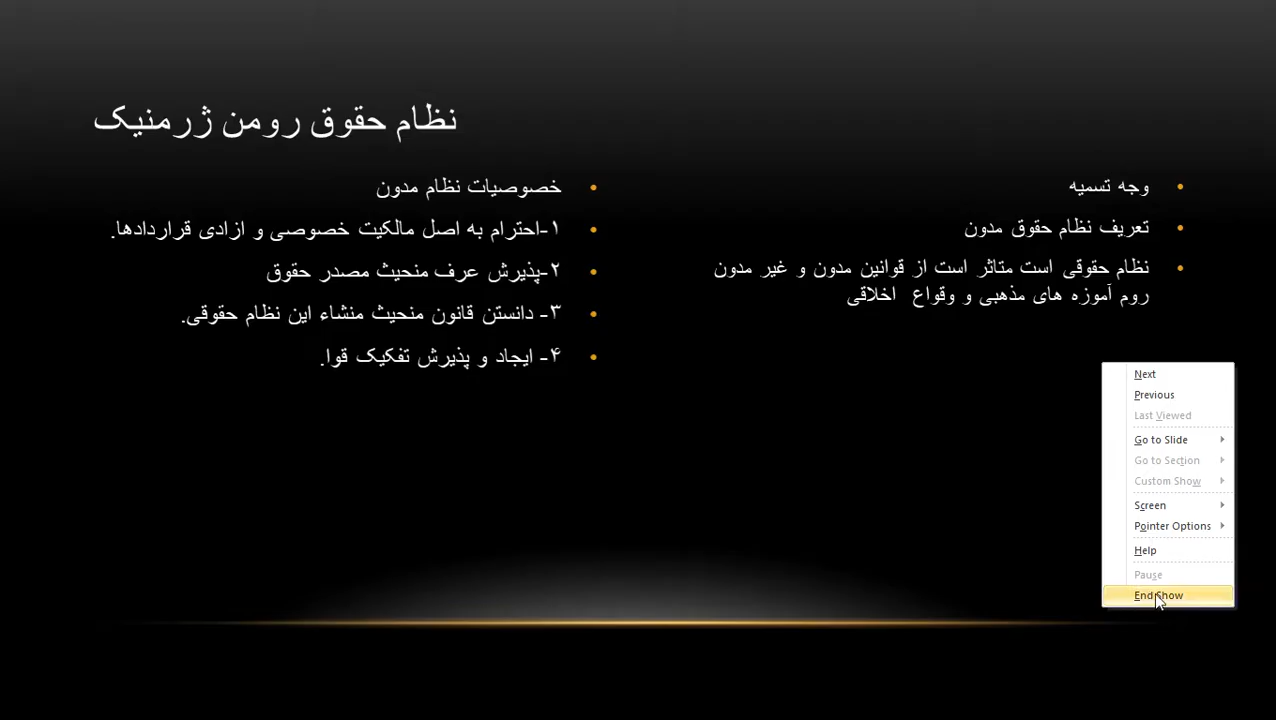 نظام حقوق رومن ژرمنیک
• وجه تسمیه
• تعریف نظام حقوق مدون
• نظام حقوقی است متاثر است از قوانین مدون و غیر مدون
روم آموزه های مذهبی و وقواع  اخلاقی
• خصوصیات نظام مدون
• ۱-احترام به اصل مالکیت خصوصی و ازادی قراردادها.
• ۲-پذیرش عرف منحیث مصدر حقوق
• ۳- دانستن قانون منحیث منشاء این نظام حقوقی.
• ۴- ایجاد و پذیرش تفکیک قوا.
Next
Previous
Last Viewed
Go to Slide
Go to Section
Custom Show
Screen
Pointer Options
Help
Pause
End Show